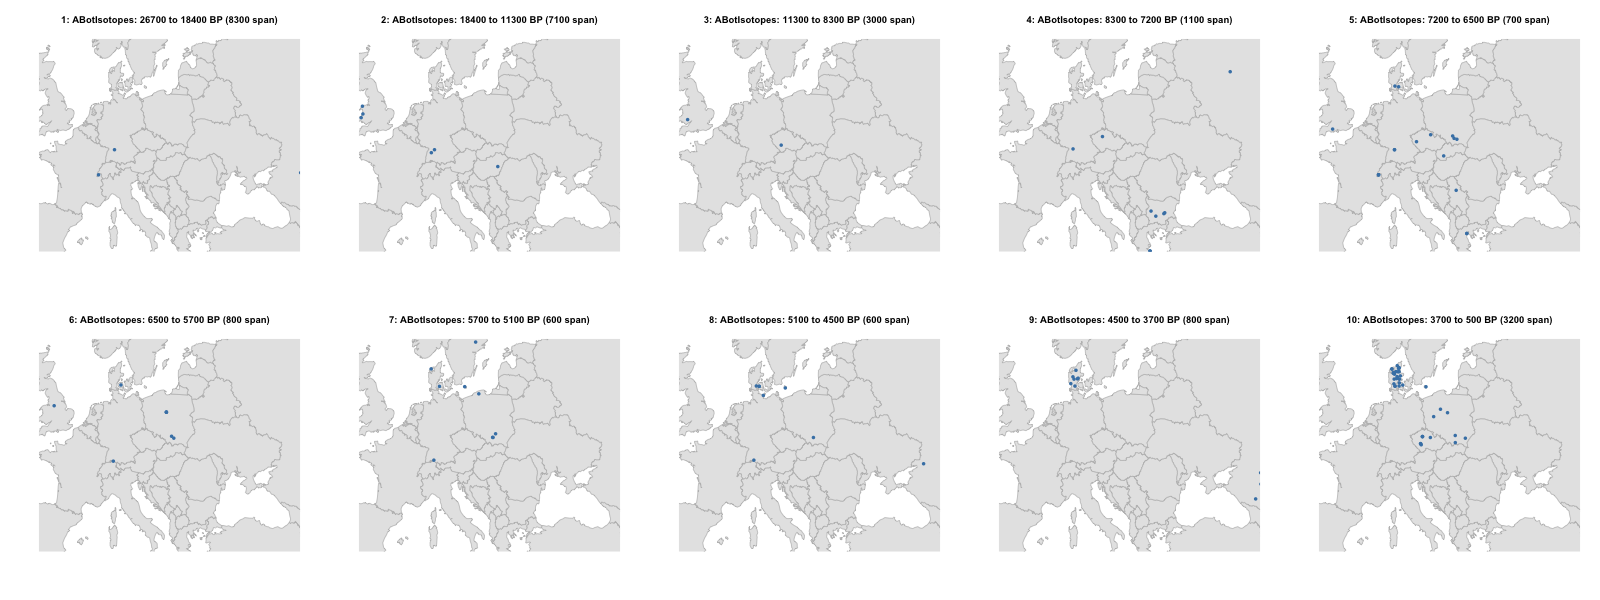 1: ABotIsotopes: 26700 to 18400 BP (8300 span)
2: ABotIsotopes: 18400 to 11300 BP (7100 span)
3: ABotIsotopes: 11300 to 8300 BP (3000 span)
4: ABotIsotopes: 8300 to 7200 BP (1100 span)
5: ABotIsotopes: 7200 to 6500 BP (700 span)
6: ABotIsotopes: 6500 to 5700 BP (800 span)
7: ABotIsotopes: 5700 to 5100 BP (600 span)
8: ABotIsotopes: 5100 to 4500 BP (600 span)
9: ABotIsotopes: 4500 to 3700 BP (800 span)
10: ABotIsotopes: 3700 to 500 BP (3200 span)